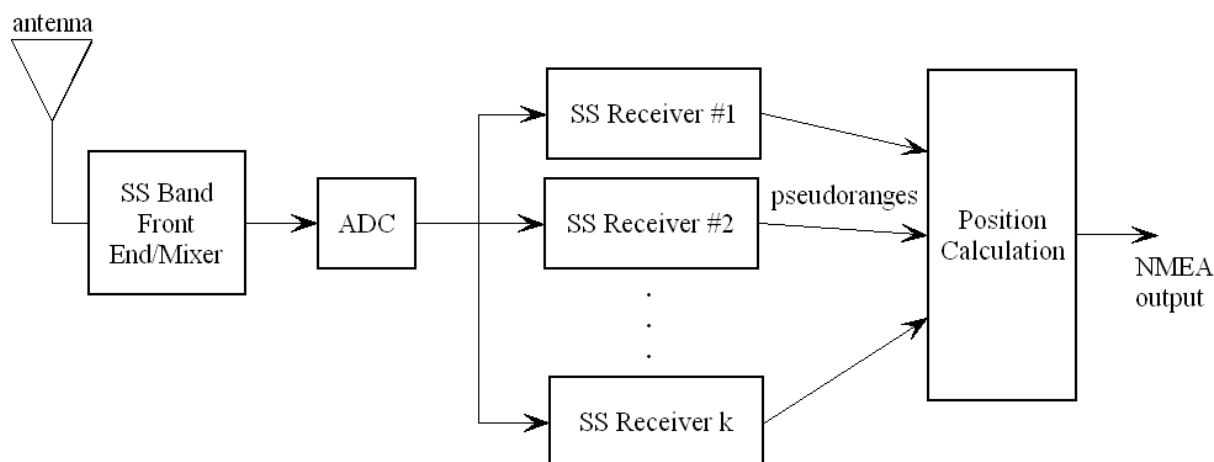 antenna
SS Band
Front
End/Mixer
ADC
SS Receiver #1
SS Receiver #2
.
.
.
SS Receiver k
pseudoranges
Position
Calculation
NMEA
output